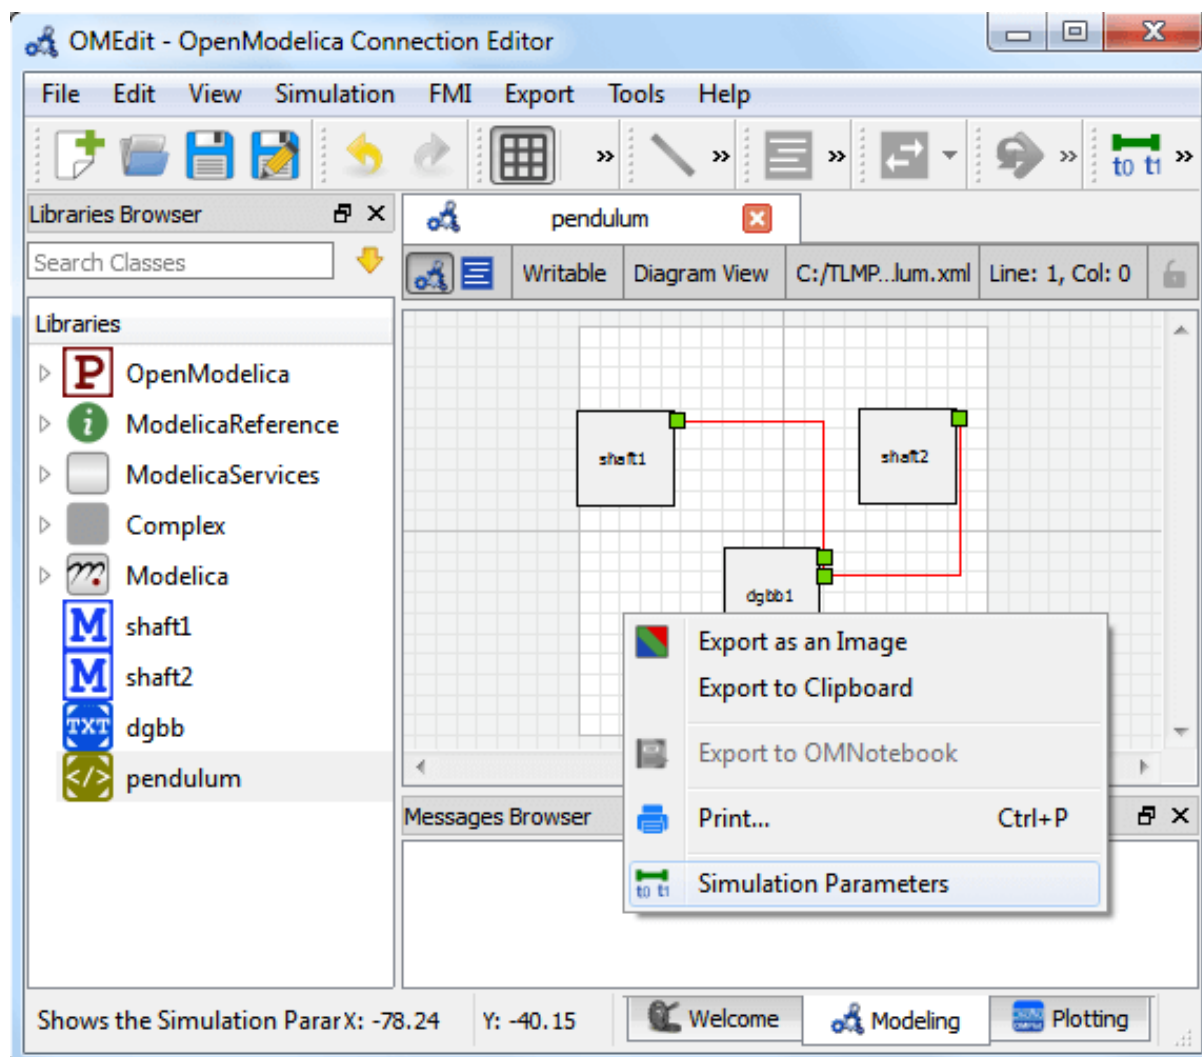 OMEdit - OpenModelica Connection Editor
File Edit View Simulation FMI Export Tools Help
t0 t1
Libraries Browser
pendulum
Search Classes
Writable Diagram View C:/TLMP...lum.xml Line: 1, Col: 0
Libraries
P OpenModelica
i ModelicaReference
ModelicaServices
Complex
Modelica
M shaft1
M shaft2
TXT dgbb
</> pendulum
shaft1
shaft2
dgbb1
Export as an Image
Export to Clipboard
Export to OMNotebook
Print... Ctrl+P
t0 t1 Simulation Parameters
Messages Browser
Shows the Simulation Parar X: -78.24 Y: -40.15
Welcome Modeling Plotting